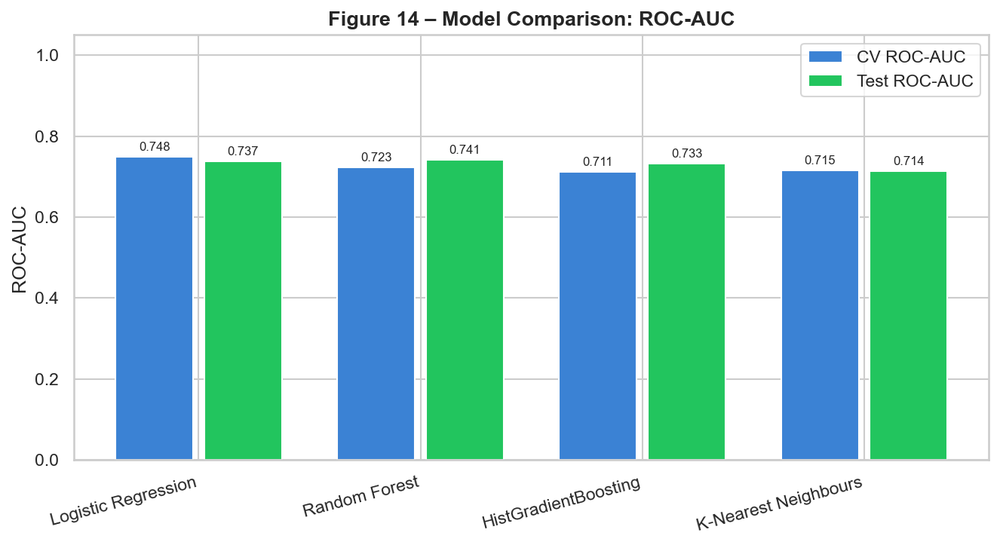 Figure 14 – Model Comparison: ROC-AUC
CV ROC-AUC
Test ROC-AUC
ROC-AUC
1.0
0.8
0.6
0.4
0.2
0.0
0.748
0.737
0.723
0.741
0.711
0.733
0.715
0.714
Logistic Regression
Random Forest
HistGradientBoosting
K-Nearest Neighbours